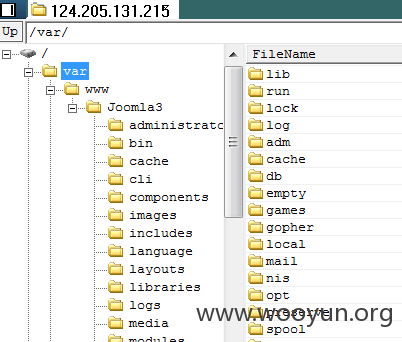 124.205.131.215
Up /var/
/
var
www
Joomla3
administrato
bin
cache
cli
components
images
includes
language
layouts
libraries
logs
media
modules
FileName
lib
run
lock
log
adm
cache
db
empty
games
gopher
local
mail
nis
opt
preserve
spool
www.wooyun.org